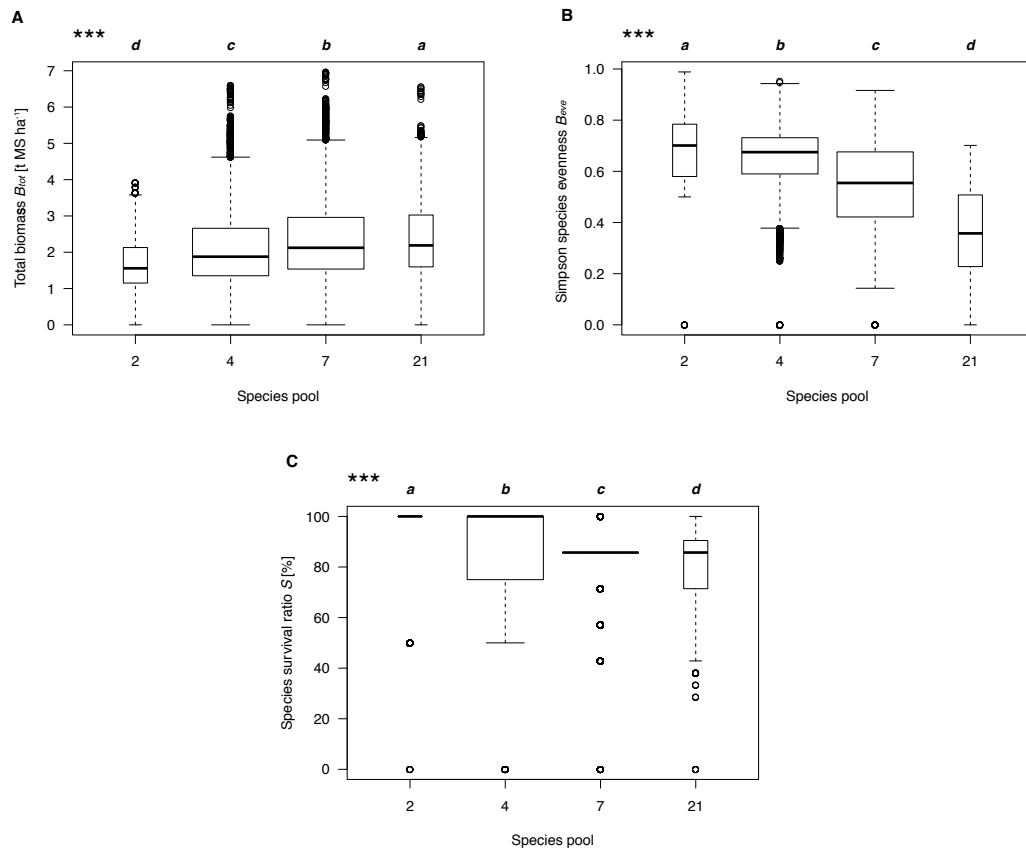 A
***
d c b a
Total biomass Btot [t MS ha-1]
7
6
5
4
3
2
1
0
2 4 7 21
Species pool
B
***
a b c d
Simpson species evenness Beve
1.0
0.8
0.6
0.4
0.2
0.0
2 4 7 21
Species pool
C
***
a b c d
Species survival ratio S [%]
100
80
60
40
20
0
2 4 7 21
Species pool